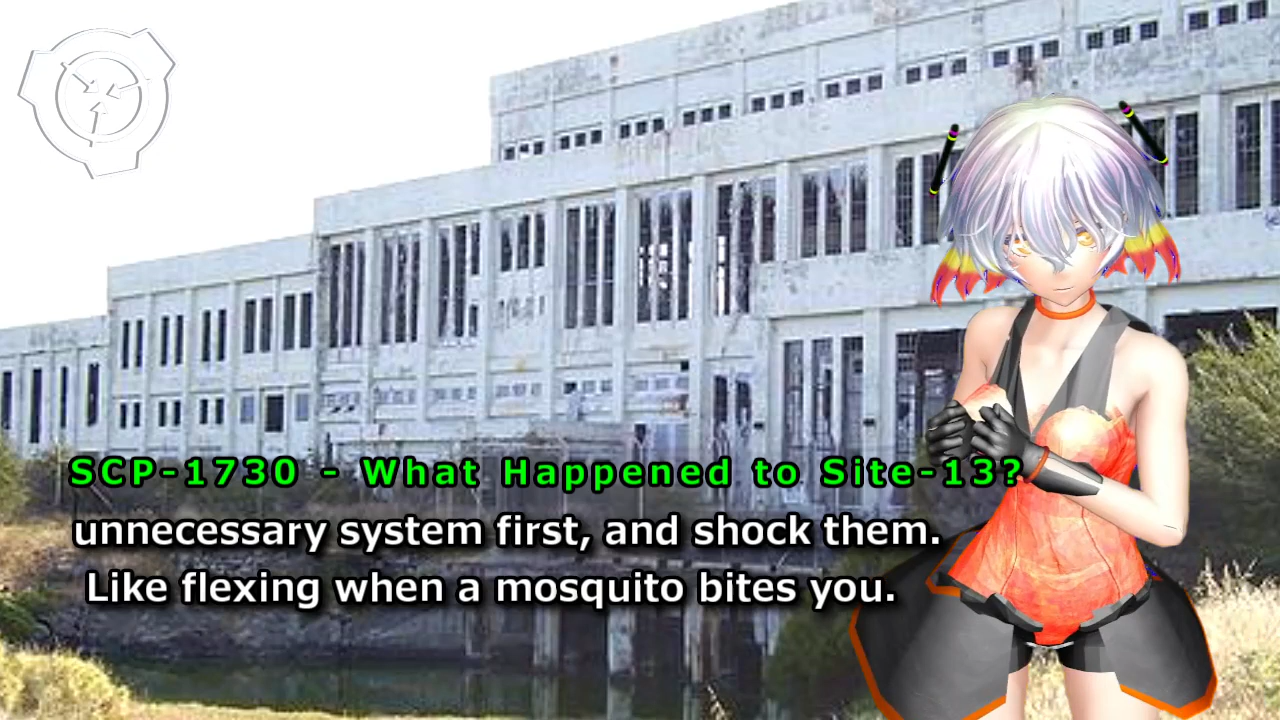 SCP-1730 - What Happened to Site-13?
unnecessary system first, and shock them.
Like flexing when a mosquito bites you.